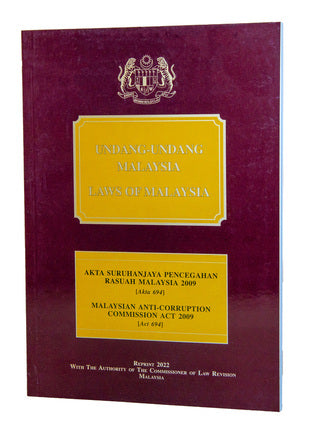 UNDANG-UNDANG
MALAYSIA
LAWS OF MALAYSIA
AKTA SURUHANJAYA PENCEGAHAN
RASUAH MALAYSIA 2009
[Akta 694]
MALAYSIAN ANTI-CORRUPTION
COMMISSION ACT 2009
[Act 694]
REPRINT 2022
WITH THE AUTHORITY OF THE COMMISSIONER OF LAW REVISION
MALAYSIA